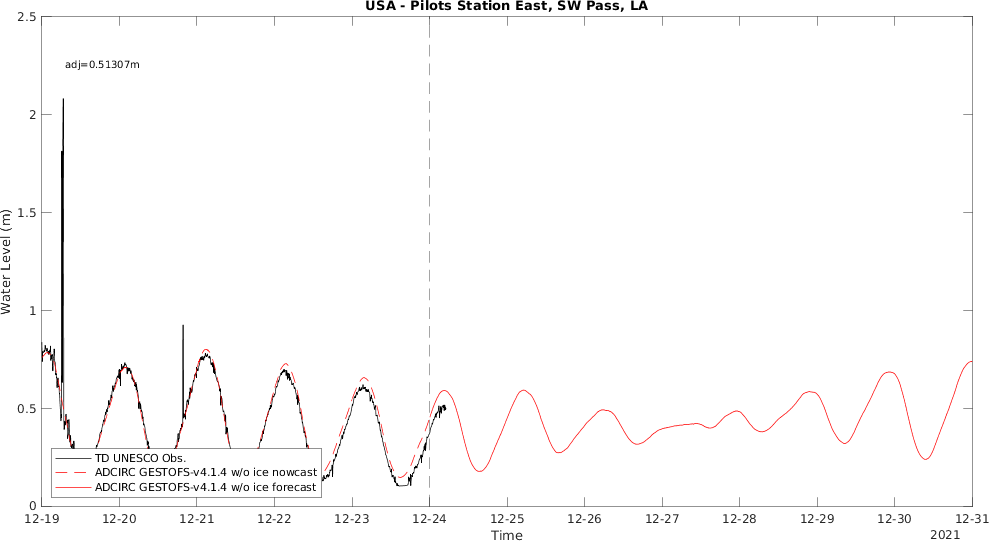 USA - Pilots Station East, SW Pass, LA
adj=0.51307m
Water Level (m)
2.5
2
1.5
1
0.5
0
TD UNESCO Obs.
ADCIRC GESTOFS-v4.1.4 w/o ice nowcast
ADCIRC GESTOFS-v4.1.4 w/o ice forecast
12-19 12-20 12-21 12-22 12-23 12-24 12-25 12-26 12-27 12-28 12-29 12-30 12-31
Time
2021